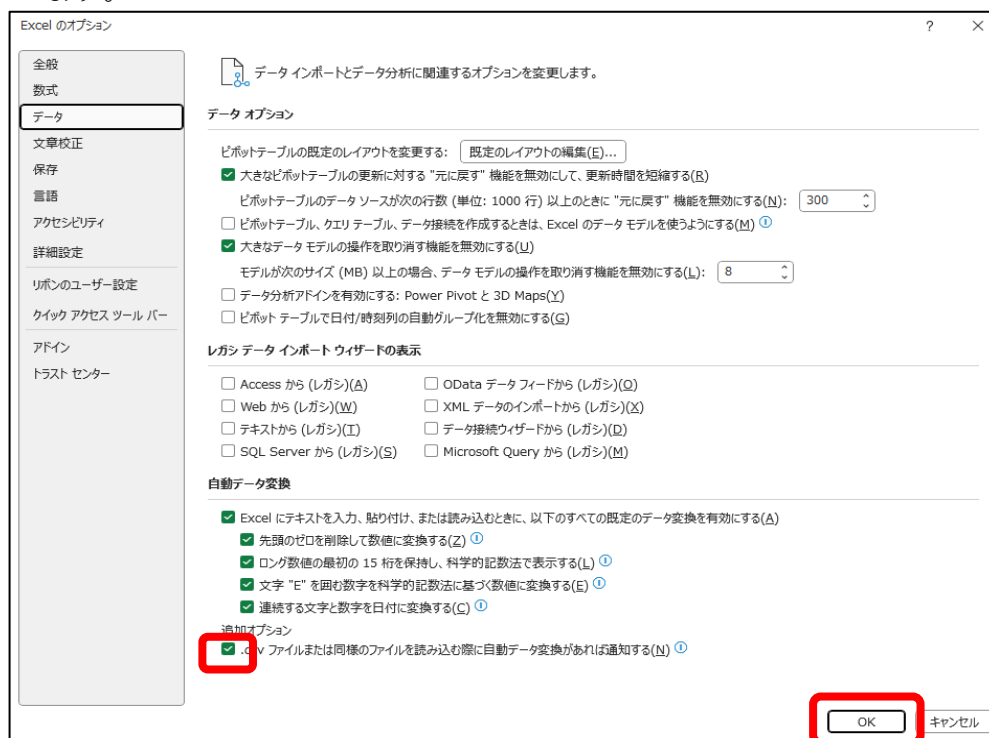 Excel のオプション
?
×
全般
数式
データ
文章校正
保存
言語
アクセシビリティ
詳細設定
リボンのユーザー設定
クイック アクセス ツール バー
アドイン
トラスト センター
データ インポートとデータ分析に関連するオプションを変更します。
データ オプション
ピボットテーブルの既定のレイアウトを変更する: 既定のレイアウトの編集(E)...
大きなピボットテーブルの更新に対する "元に戻す" 機能を無効にして、更新時間を短縮する(R)
ピボットテーブルのデータ ソースが次の行数 (単位: 1000 行) 以上のときに "元に戻す" 機能を無効にする(N): 300
ピボットテーブル、クエリ テーブル、データ接続を作成するときは、Excel のデータ モデルを使うようにする(M)
大きなデータ モデルの操作を取り消す機能を無効にする(U)
モデルが次のサイズ (MB) 以上の場合、データ モデルの操作を取り消す機能を無効にする(L): 8
データ分析アドインを有効にする: Power Pivot と 3D Maps(Y)
ピボット テーブルで日付/時刻列の自動グループ化を無効にする(G)
レガシ データ インポート ウィザードの表示
Access から (レガシ)(A) OData データ フィードから (レガシ)(O)
Web から (レガシ)(W) XML データのインポートから (レガシ)(X)
テキストから (レガシ)(T) データ接続ウィザードから (レガシ)(D)
SQL Server から (レガシ)(S) Microsoft Query から (レガシ)(M)
自動データ変換
Excel にテキストを入力、貼り付け、または読み込むときに、以下のすべての既定のデータ変換を有効にする(A)
先頭のゼロを削除して数値に変換する(Z)
ロング数値の最初の 15 桁を保持し、科学的記数法で表示する(L)
文字 "E" を囲む数字を科学的記数法に基づく数値に変換する(E)
連続する文字と数字を日付に変換する(C)
追加オプション
ファイルまたは同様のファイルを読み込む際に自動データ変換があれば通知する(N)
OK キャンセル